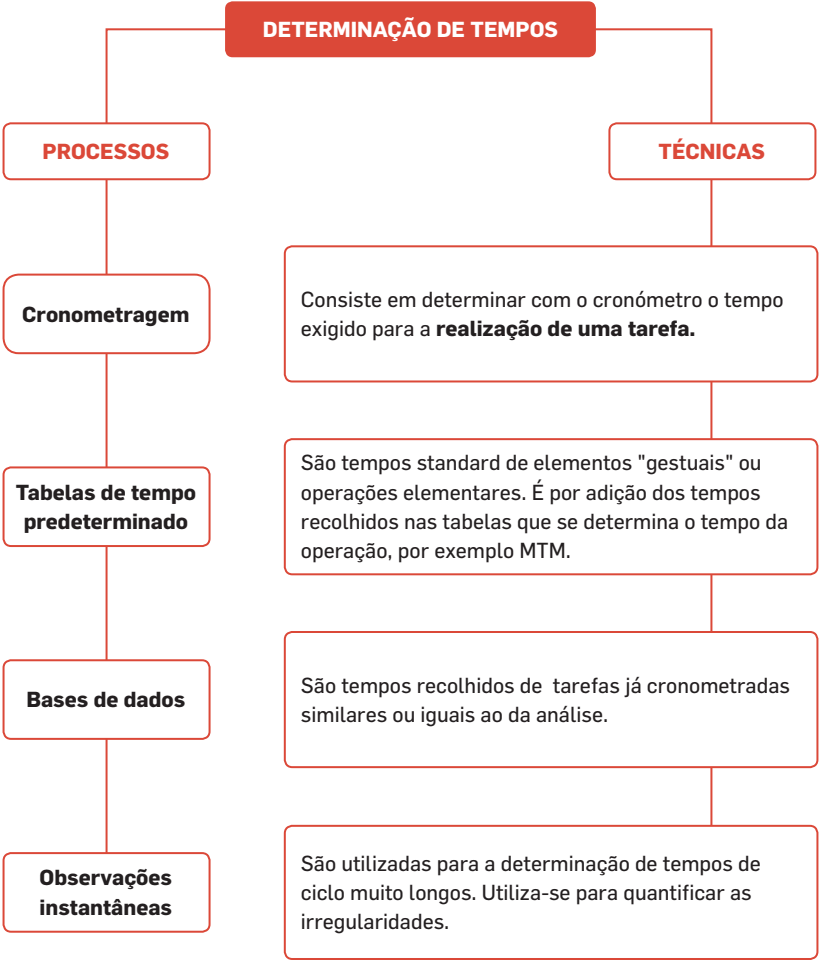 DETERMINAÇÃO DE TEMPOS
PROCESSOS
TÉCNICAS
Cronometragem
Consiste em determinar com o cronómetro o tempo
exigido para a realização de uma tarefa.
Tabelas de tempo
predeterminado
São tempos standard de elementos "gestuais" ou
operações elementares. É por adição dos tempos
recolhidos nas tabelas que se determina o tempo da
operação, por exemplo MTM.
Bases de dados
São tempos recolhidos de tarefas já cronometradas
similares ou iguais ao da análise.
Observações
instantâneas
São utilizadas para a determinação de tempos de
ciclo muito longos. Utiliza-se para quantificar as
irregularidades.